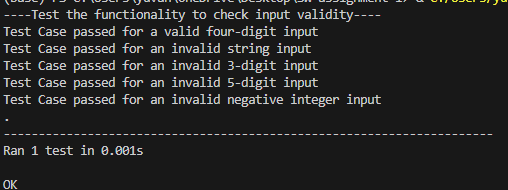 ----Test the functionality to check input validity----
Test Case passed for a valid four-digit input
Test Case passed for an invalid string input
Test Case passed for an invalid 3-digit input
Test Case passed for an invalid 5-digit input
Test Case passed for an invalid negative integer input
.
----------------------------------------------------------------------
Ran 1 test in 0.001s
OK